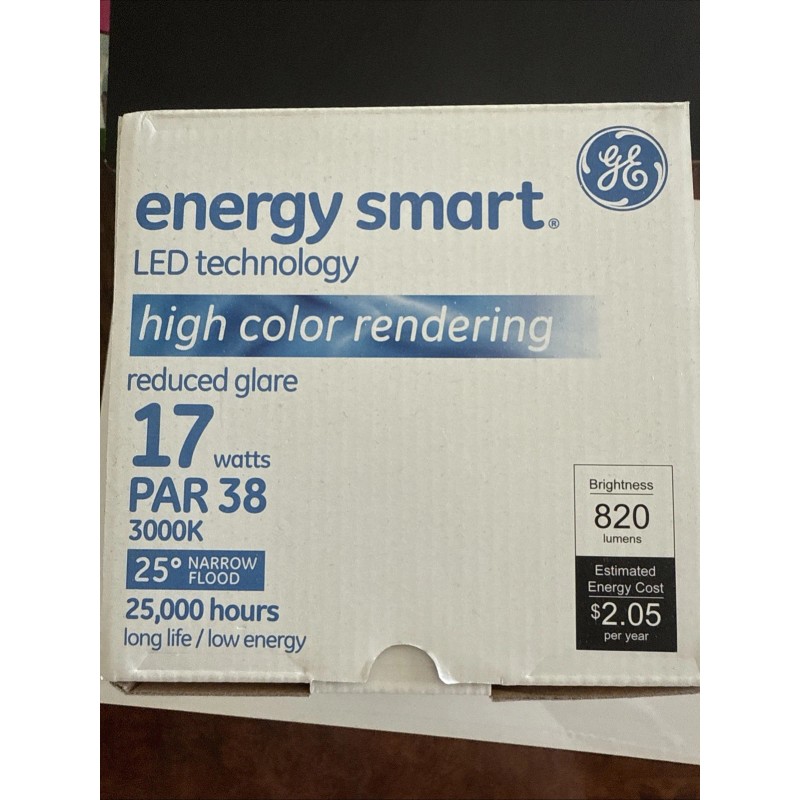 GE
energy smart®
LED technology
high color rendering
reduced glare
17 watts
PAR 38
3000K
25° NARROW
FLOOD
25,000 hours
long life / low energy
Brightness
820
lumens
Estimated
Energy Cost
$2.05
per year